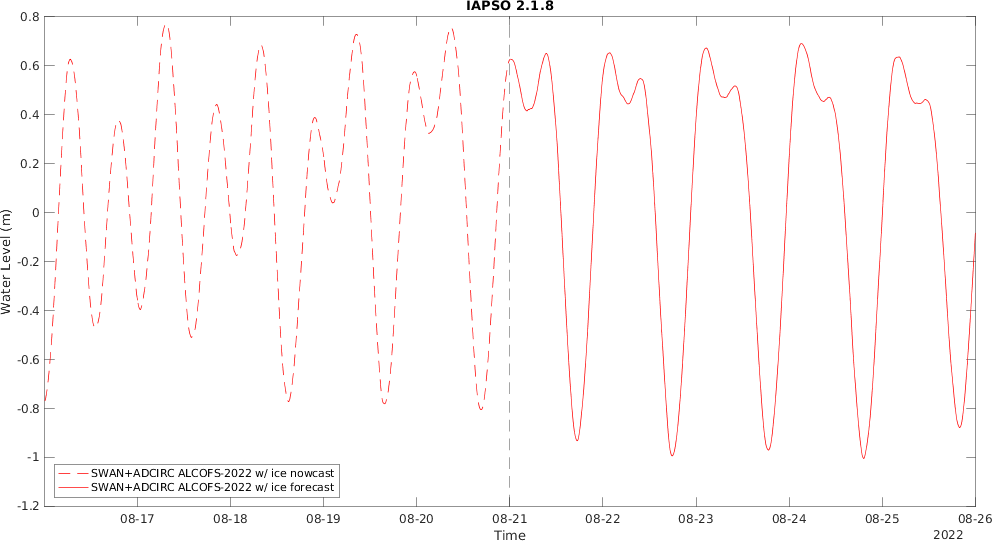 IAPSO 2.1.8
0.8
0.6
0.4
0.2
0
-0.2
-0.4
-0.6
-0.8
-1
-1.2
Water Level (m)
SWAN+ADCIRC ALCOFS-2022 w/ ice nowcast
SWAN+ADCIRC ALCOFS-2022 w/ ice forecast
08-17 08-18 08-19 08-20 08-21 08-22 08-23 08-24 08-25 08-26
Time
2022